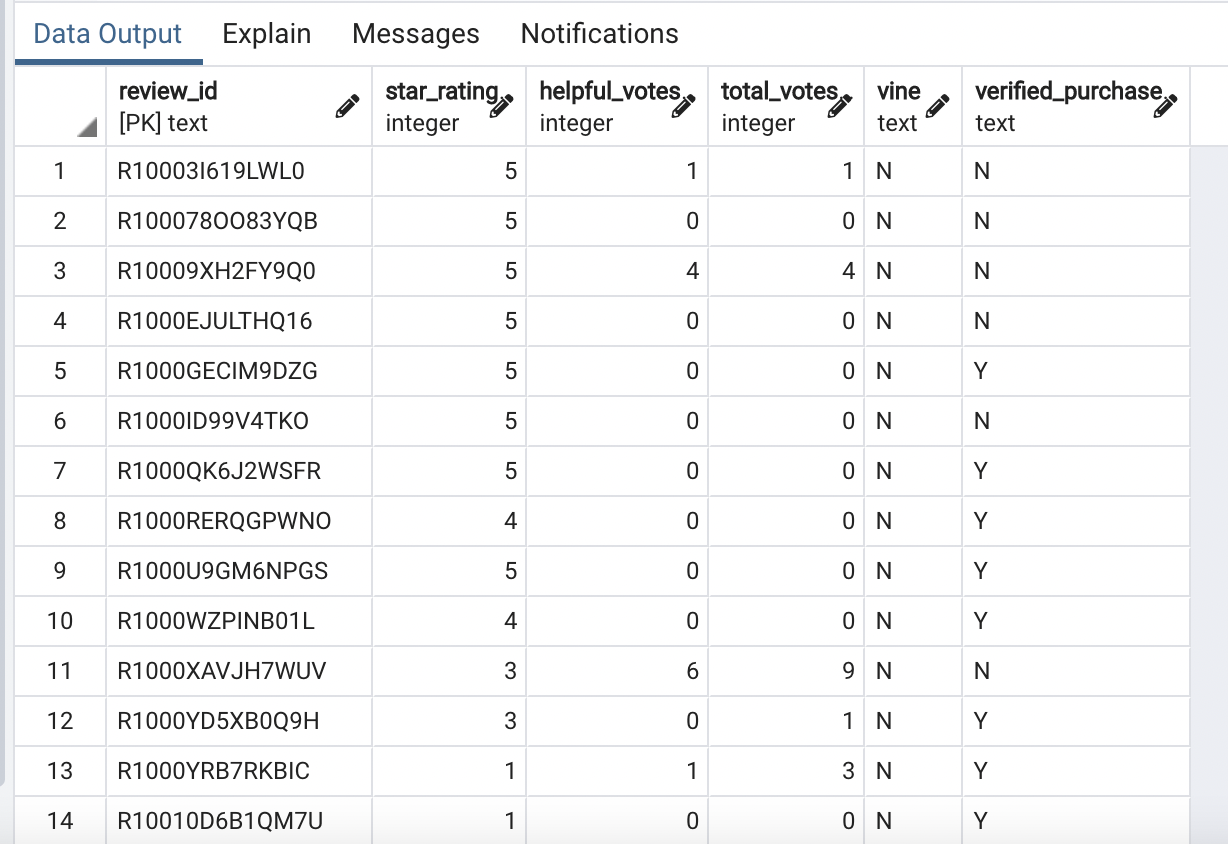 Data Output Explain Messages Notifications
review_id star_rating helpful_votes total_votes vine verified_purchase
[PK] text integer integer integer text text
1 R10003I619LWL0 5 1 1 N N
2 R100078OO83YQB 5 0 0 N N
3 R10009XH2FY9Q0 5 4 4 N N
4 R1000EJULTHQ16 5 0 0 N N
5 R1000GECIM9DZG 5 0 0 N Y
6 R1000ID99V4TKO 5 0 0 N N
7 R1000QK6J2WSFR 5 0 0 N Y
8 R1000RERQGPWNO 4 0 0 N Y
9 R1000U9GM6NPGS 5 0 0 N Y
10 R1000WZPINB01L 4 0 0 N Y
11 R1000XAVJH7WUV 3 6 9 N N
12 R1000YD5XB0Q9H 3 0 1 N Y
13 R1000YRB7RKBIC 1 1 3 N Y
14 R10010D6B1QM7U 1 0 0 N Y